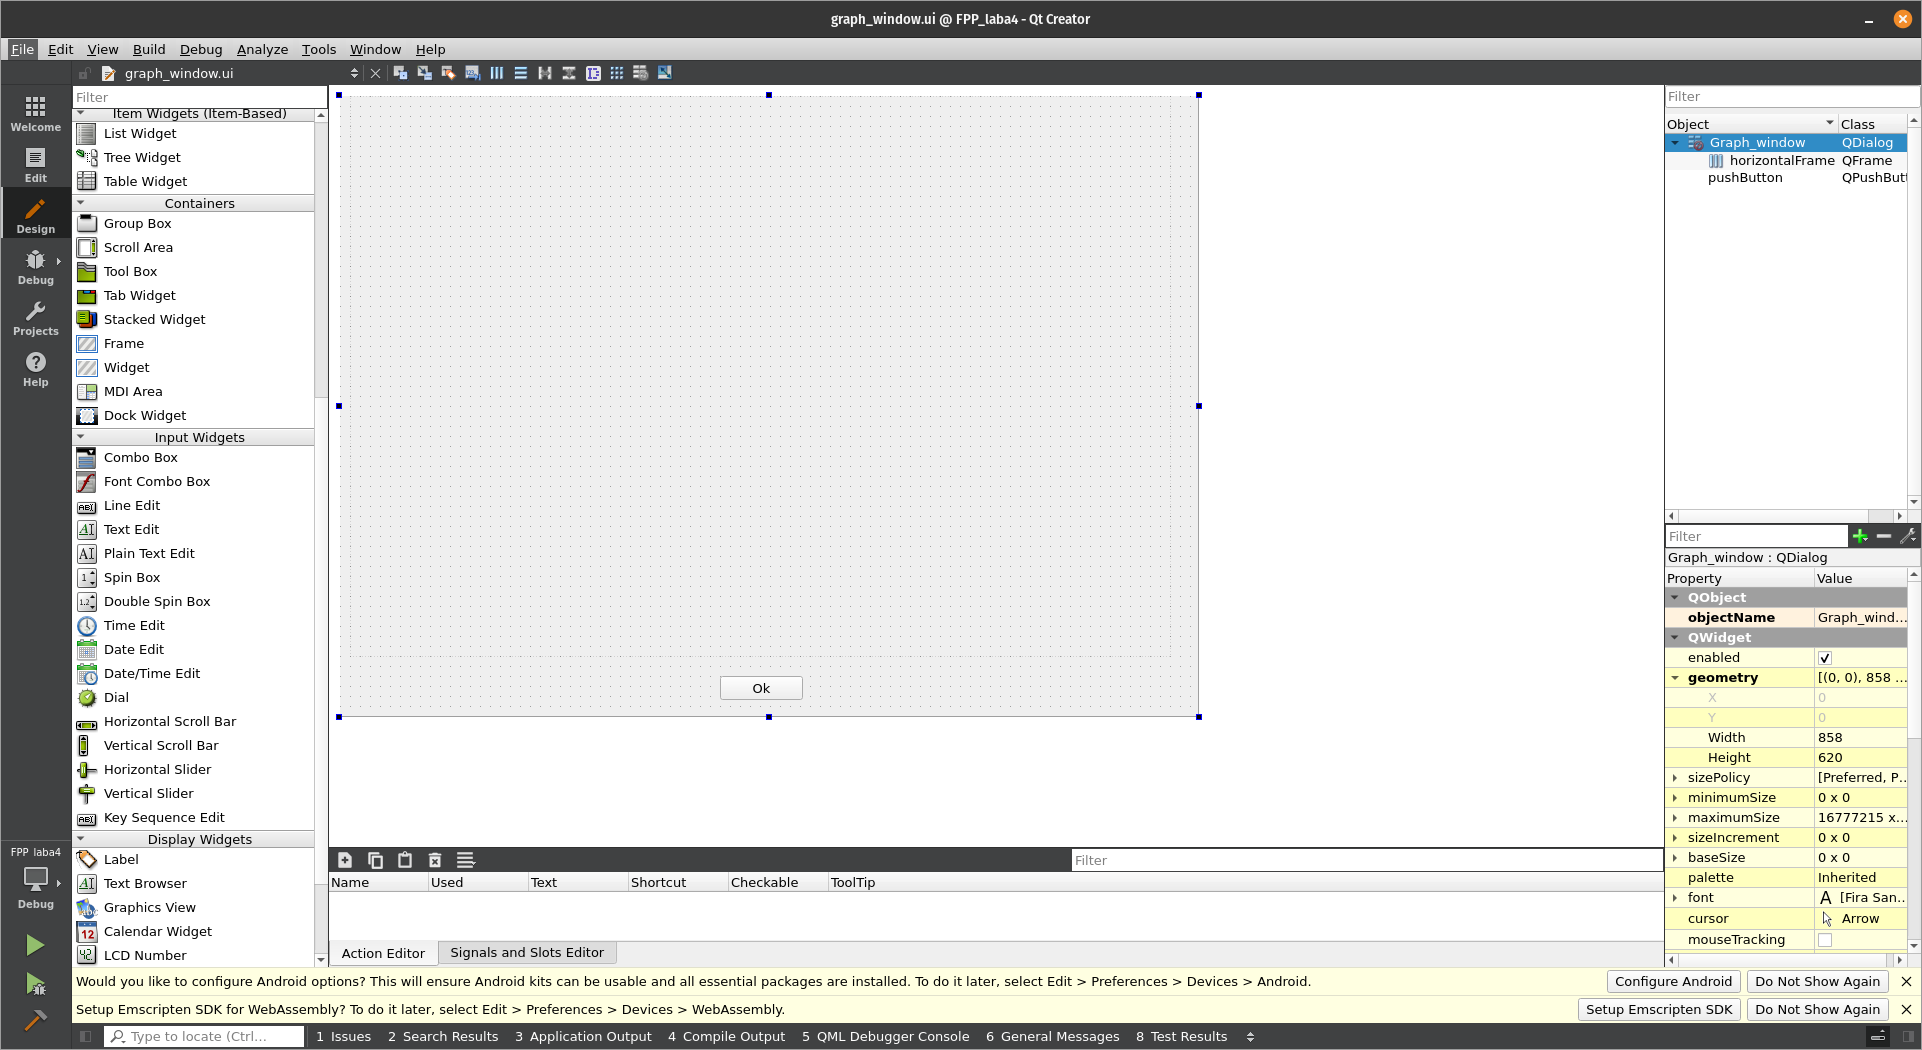 graph_window.ui @ FPP_laba4 - Qt Creator
File Edit View Build Debug Analyze Tools Window Help
graph_window.ui
Welcome
Edit
Design
Debug
Projects
Help
FPP_laba4
Debug
Filter
Item Widgets (Item-Based)
List Widget
Tree Widget
Table Widget
Containers
Group Box
Scroll Area
Tool Box
Tab Widget
Stacked Widget
Frame
Widget
MDI Area
Dock Widget
Input Widgets
Combo Box
Font Combo Box
Line Edit
Text Edit
Plain Text Edit
Spin Box
Double Spin Box
Time Edit
Date Edit
Date/Time Edit
Dial
Horizontal Scroll Bar
Vertical Scroll Bar
Horizontal Slider
Vertical Slider
Key Sequence Edit
Display Widgets
Label
Text Browser
Graphics View
Calendar Widget
LCD Number
Ok
Filter
Name Used Text Shortcut Checkable ToolTip
Action Editor Signals and Slots Editor
Filter
Object Class
Graph_window QDialog
horizontalFrame QFrame
pushButton QPushButt
Filter
Graph_window : QDialog
Property Value
QObject
objectName Graph_wind...
QWidget
enabled
geometry [(0, 0), 858 ...
X 0
Y 0
Width 858
Height 620
sizePolicy [Preferred, P...
minimumSize 0 x 0
maximumSize 16777215 x...
sizeIncrement 0 x 0
baseSize 0 x 0
palette Inherited
font A [Fira San...
cursor Arrow
mouseTracking
Would you like to configure Android options? This will ensure Android kits can be usable and all essential packages are installed. To do it later, select Edit > Preferences > Devices > Android. Configure Android Do Not Show Again
Setup Emscripten SDK for WebAssembly? To do it later, select Edit > Preferences > Devices > WebAssembly. Setup Emscripten SDK Do Not Show Again
Type to locate (Ctrl... 1 Issues 2 Search Results 3 Application Output 4 Compile Output 5 QML Debugger Console 6 General Messages 8 Test Results